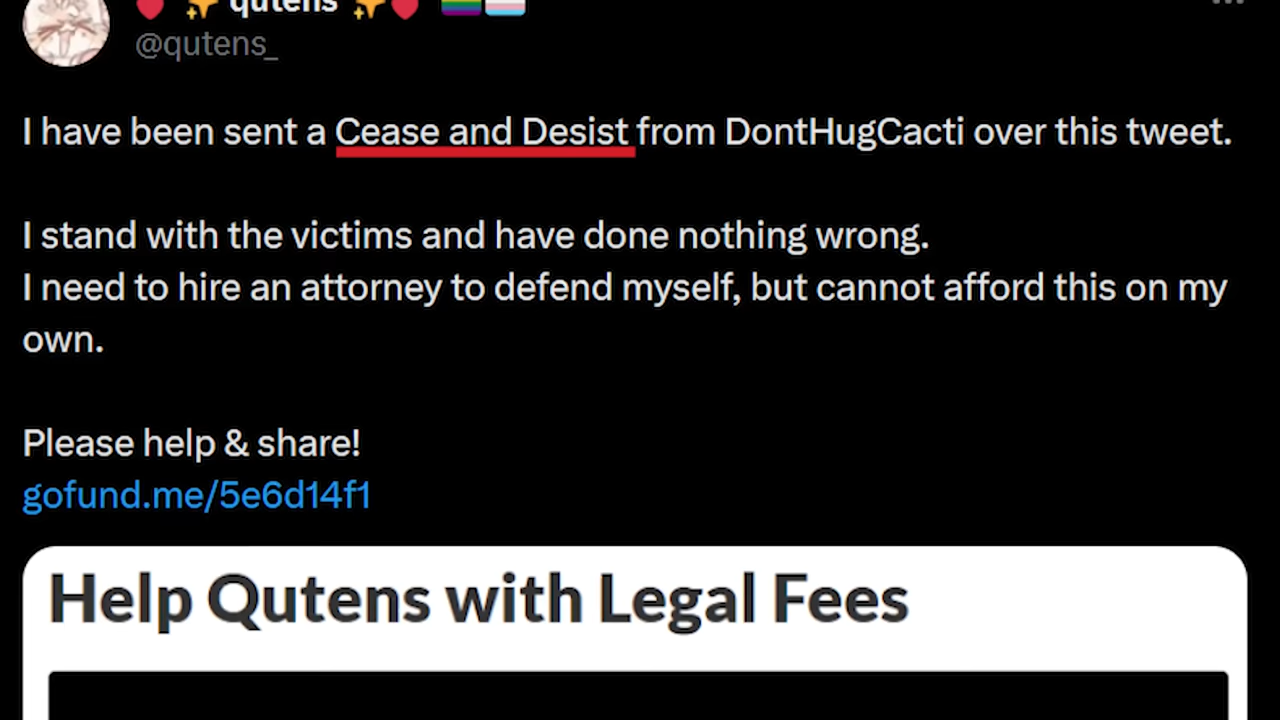 qutens
@qutens_
I have been sent a Cease and Desist from DontHugCacti over this tweet.
I stand with the victims and have done nothing wrong.
I need to hire an attorney to defend myself, but cannot afford this on my
own.
Please help & share!
gofund.me/5e6d14f1
Help Qutens with Legal Fees